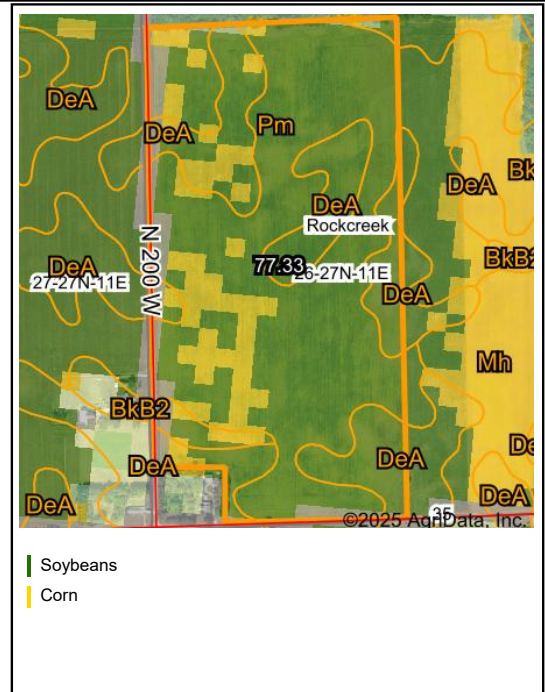 DeA
DeA
Pm
Bk
DeA
DeA
Rockcreek
N 200 W
DeA
27-27N-11E
77.33
26-27N-11E
BkB2
DeA
Mh
BkB2
De
DeA
DeA
DeA
DeA
35
©2025 AgriData, Inc.
Soybeans
Corn